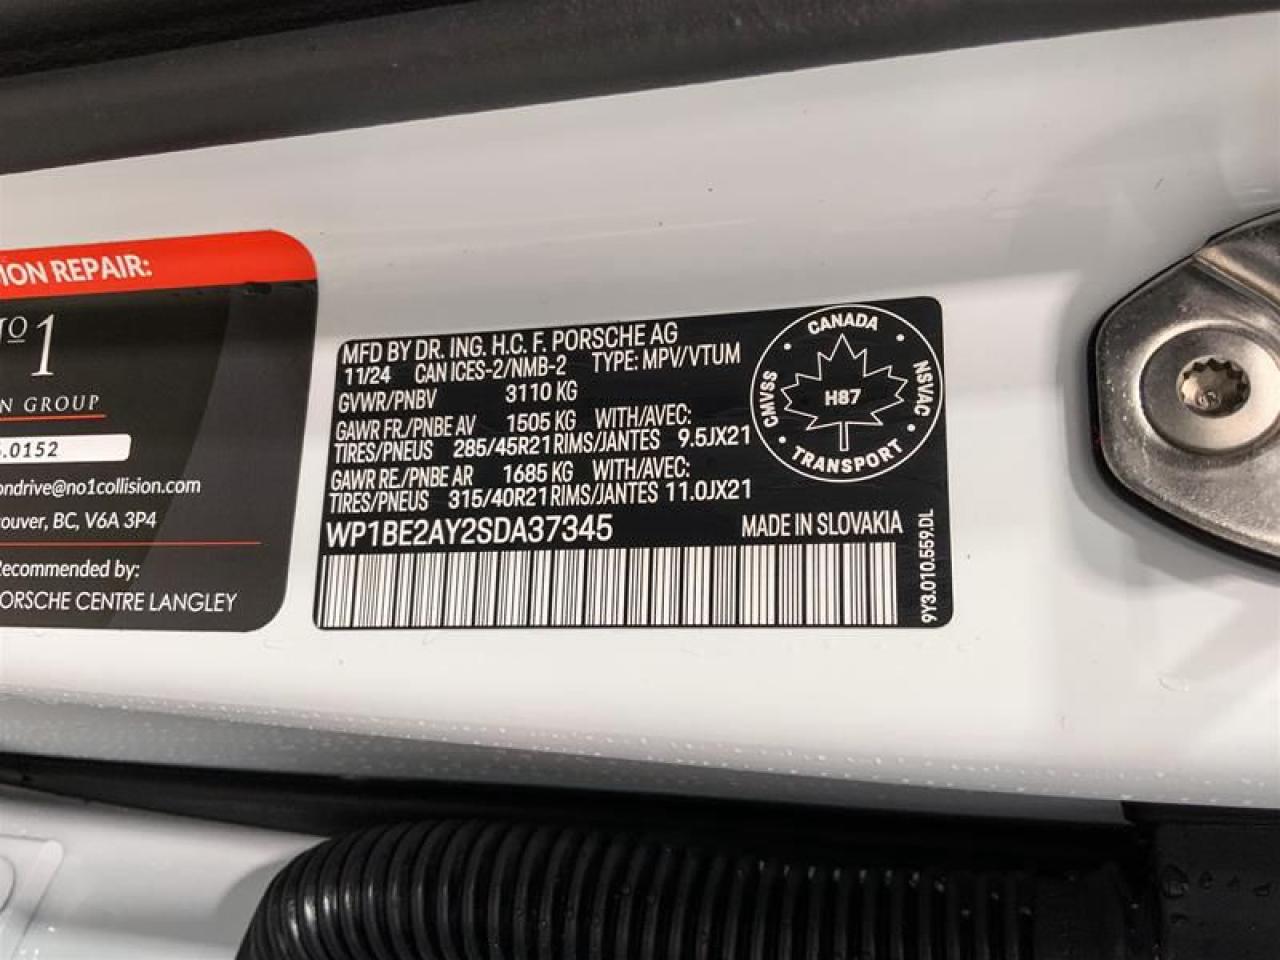 ION REPAIR:
No 1
N GROUP
.0152
ondrive@no1collision.com
couver, BC, V6A 3P4
Recommended by:
ORSCHE CENTRE LANGLEY
MFD BY DR. ING. H.C. F. PORSCHE AG
11/24 CAN ICES-2/NMB-2 TYPE: MPV/VTUM
GVWR/PNBV 3110 KG
GAWR FR./PNBE AV 1505 KG WITH/AVEC:
TIRES/PNEUS 285/45R21 RIMS/JANTES 9.5JX21
GAWR RE./PNBE AR 1685 KG WITH/AVEC:
TIRES/PNEUS 315/40R21 RIMS/JANTES 11.0JX21
WP1BE2AY2SDA37345 MADE IN SLOVAKIA
CANADA
CMVSS
H87
NSVAC
TRANSPORT
9Y3.010.559.DL